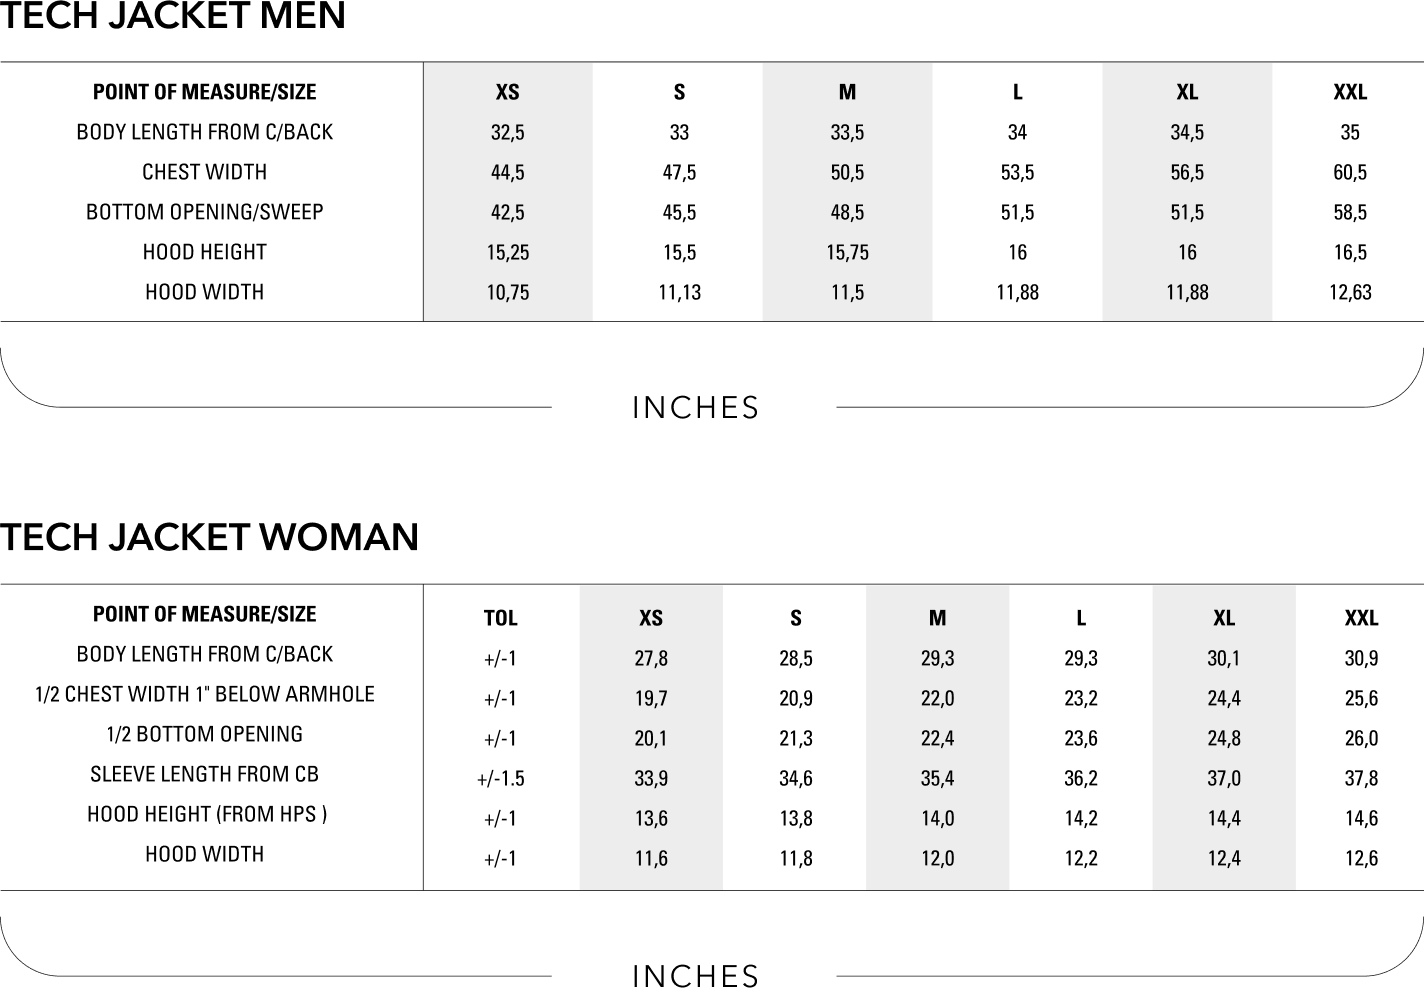 TECH JACKET MEN
POINT OF MEASURE/SIZE XS S M L XL XXL
BODY LENGTH FROM C/BACK 32,5 33 33,5 34 34,5 35
CHEST WIDTH 44,5 47,5 50,5 53,5 56,5 60,5
BOTTOM OPENING/SWEEP 42,5 45,5 48,5 51,5 51,5 58,5
HOOD HEIGHT 15,25 15,5 15,75 16 16 16,5
HOOD WIDTH 10,75 11,13 11,5 11,88 11,88 12,63
INCHES
TECH JACKET WOMAN
POINT OF MEASURE/SIZE TOL XS S M L XL XXL
BODY LENGTH FROM C/BACK +/-1 27,8 28,5 29,3 29,3 30,1 30,9
1/2 CHEST WIDTH 1" BELOW ARMHOLE +/-1 19,7 20,9 22,0 23,2 24,4 25,6
1/2 BOTTOM OPENING +/-1 20,1 21,3 22,4 23,6 24,8 26,0
SLEEVE LENGTH FROM CB +/-1.5 33,9 34,6 35,4 36,2 37,0 37,8
HOOD HEIGHT (FROM HPS ) +/-1 13,6 13,8 14,0 14,2 14,4 14,6
HOOD WIDTH +/-1 11,6 11,8 12,0 12,2 12,4 12,6
INCHES